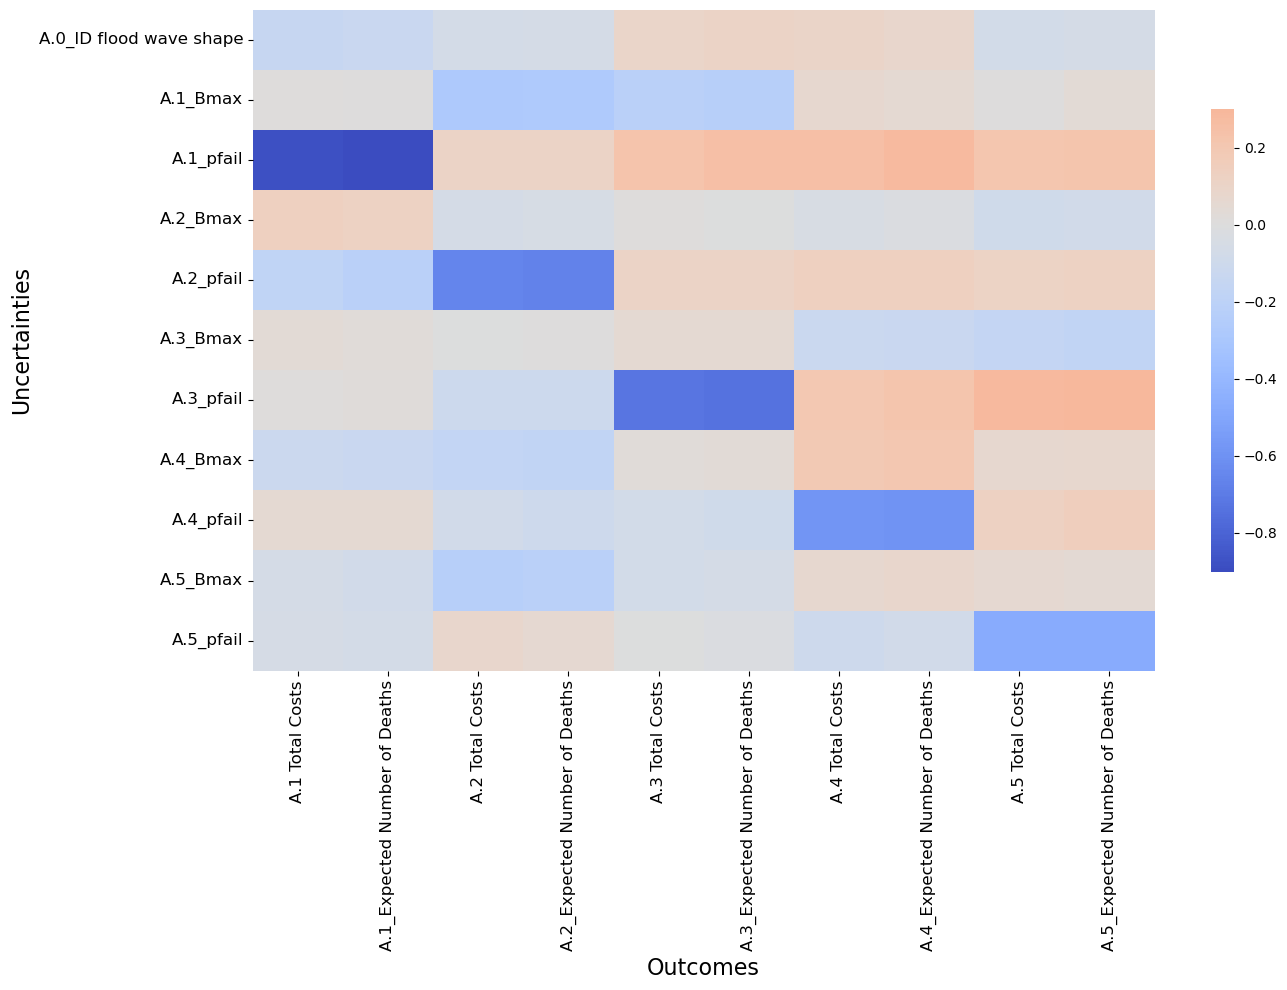 A.0_ID flood wave shape
A.1_Bmax
A.1_pfail
A.2_Bmax
A.2_pfail
A.3_Bmax
A.3_pfail
A.4_Bmax
A.4_pfail
A.5_Bmax
A.5_pfail
Uncertainties
A.1 Total Costs
A.1_Expected Number of Deaths
A.2 Total Costs
A.2_Expected Number of Deaths
A.3 Total Costs
A.3_Expected Number of Deaths
A.4 Total Costs
A.4_Expected Number of Deaths
A.5 Total Costs
A.5_Expected Number of Deaths
Outcomes
0.2
0.0
−0.2
−0.4
−0.6
−0.8